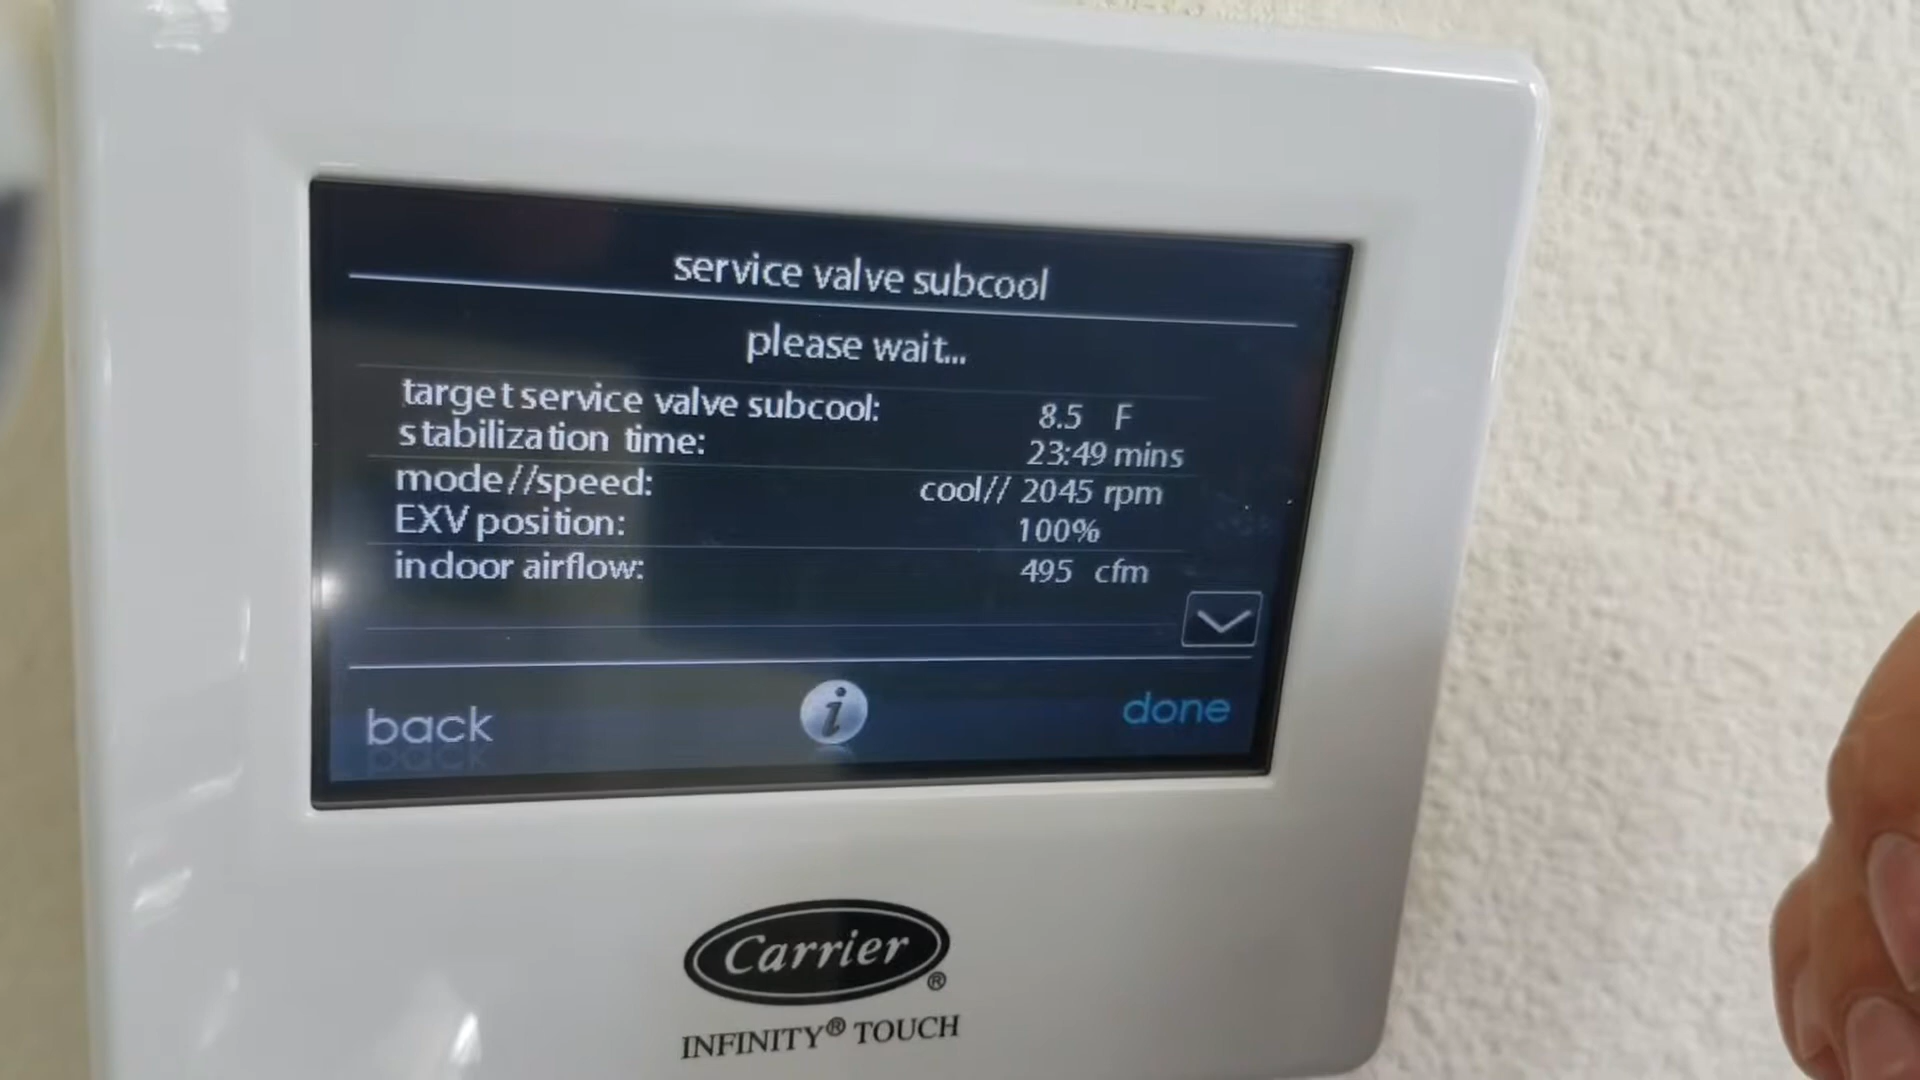 service valve subcool
please wait...
target service valve subcool: 8.5 F
stabilization time: 23:49 mins
mode//speed: cool// 2045 rpm
EXV position: 100%
indoor airflow: 495 cfm
back i done
Carrier ®
INFINITY® TOUCH